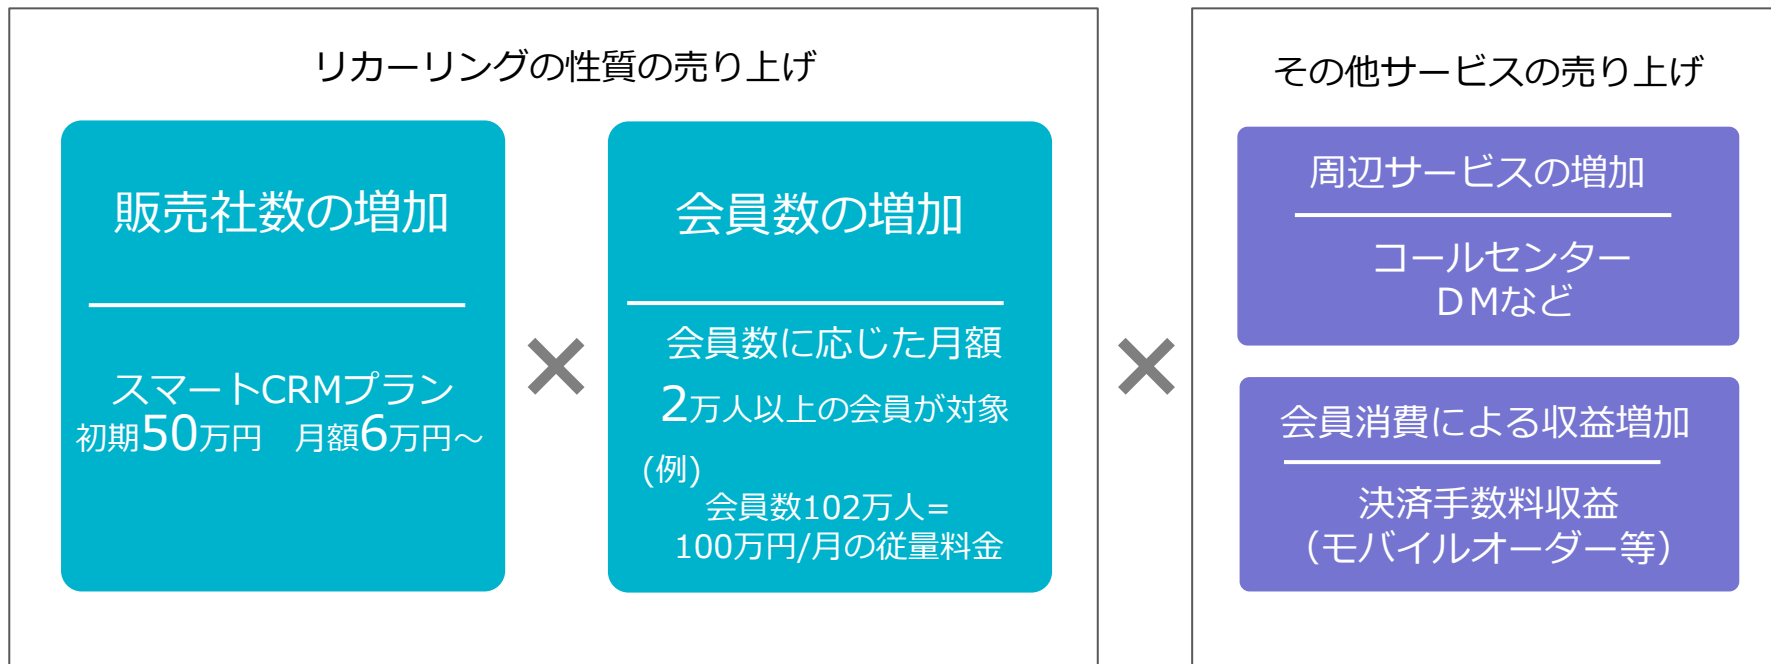 リカーリングの性質の売り上げ
販売社数の増加
スマートCRMプラン
初期50万円　月額6万円～
×
会員数の増加
会員数に応じた月額
2万人以上の会員が対象
(例)
会員数102万人=
100万円/月の従量料金
×
その他サービスの売り上げ
周辺サービスの増加
コールセンター
ＤMなど
会員消費による収益増加
決済手数料収益
（モバイルオーダー等）